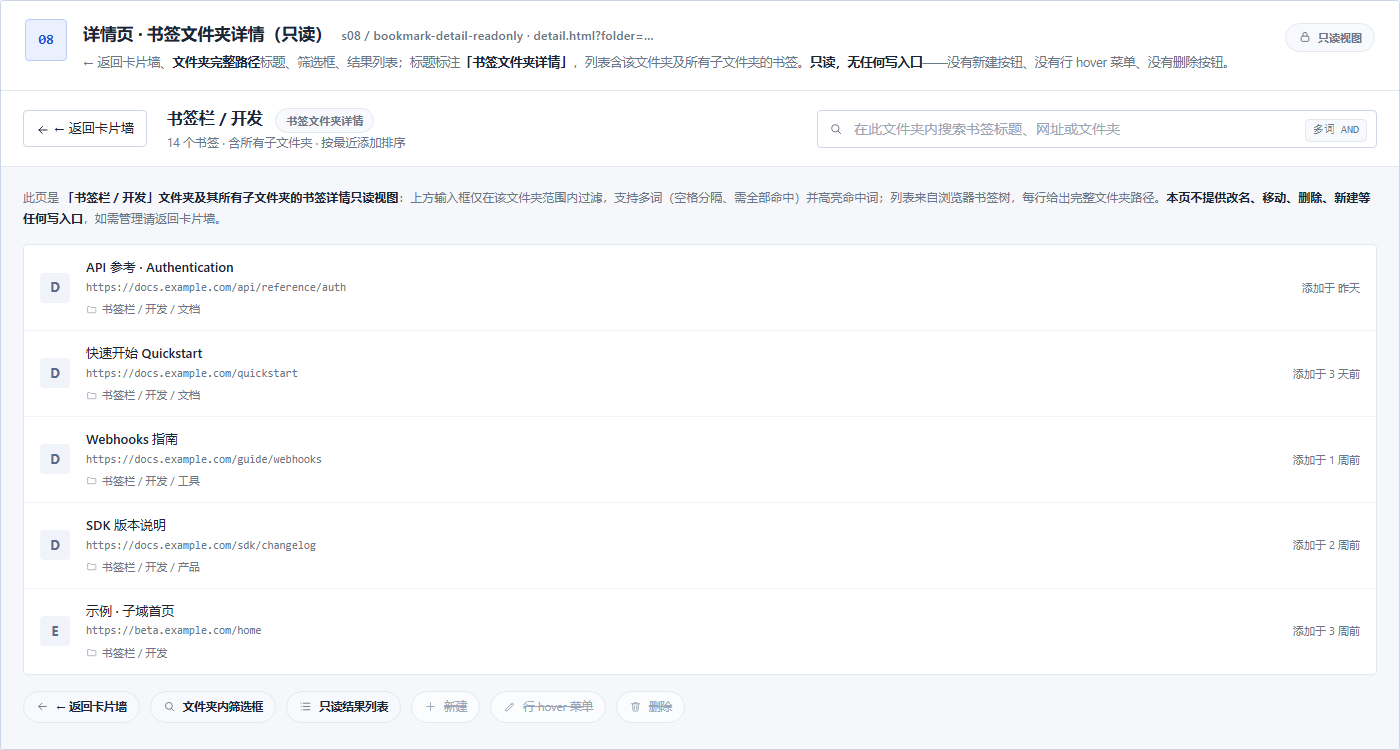 08
详情页 · 书签文件夹详情（只读） s08 / bookmark-detail-readonly · detail.html?folder=…
← 返回卡片墙、文件夹完整路径标题、筛选框、结果列表；标题标注「书签文件夹详情」，列表含该文件夹及所有子文件夹的书签。只读，无任何写入口——没有新建按钮、没有行 hover 菜单、没有删除按钮。
只读视图
← ← 返回卡片墙
书签栏 / 开发 书签文件夹详情
14 个书签 · 含所有子文件夹 · 按最近添加排序
在此文件夹内搜索书签标题、网址或文件夹 多词 AND
此页是「书签栏 / 开发」文件夹及其所有子文件夹的书签详情只读视图：上方输入框仅在该文件夹范围内过滤，支持多词（空格分隔、需全部命中）并高亮命中词；列表来自浏览器书签树，每行给出完整文件夹路径。本页不提供改名、移动、删除、新建等
任何写入口，如需管理请返回卡片墙。
D
API 参考 · Authentication
https://docs.example.com/api/reference/auth
书签栏 / 开发 / 文档
添加于 昨天
D
快速开始 Quickstart
https://docs.example.com/quickstart
书签栏 / 开发 / 文档
添加于 3 天前
D
Webhooks 指南
https://docs.example.com/guide/webhooks
书签栏 / 开发 / 工具
添加于 1 周前
D
SDK 版本说明
https://docs.example.com/sdk/changelog
书签栏 / 开发 / 产品
添加于 2 周前
E
示例 · 子域首页
https://beta.example.com/home
书签栏 / 开发
添加于 3 周前
← ← 返回卡片墙 文件夹内筛选框 只读结果列表 新建 行 hover 菜单 删除